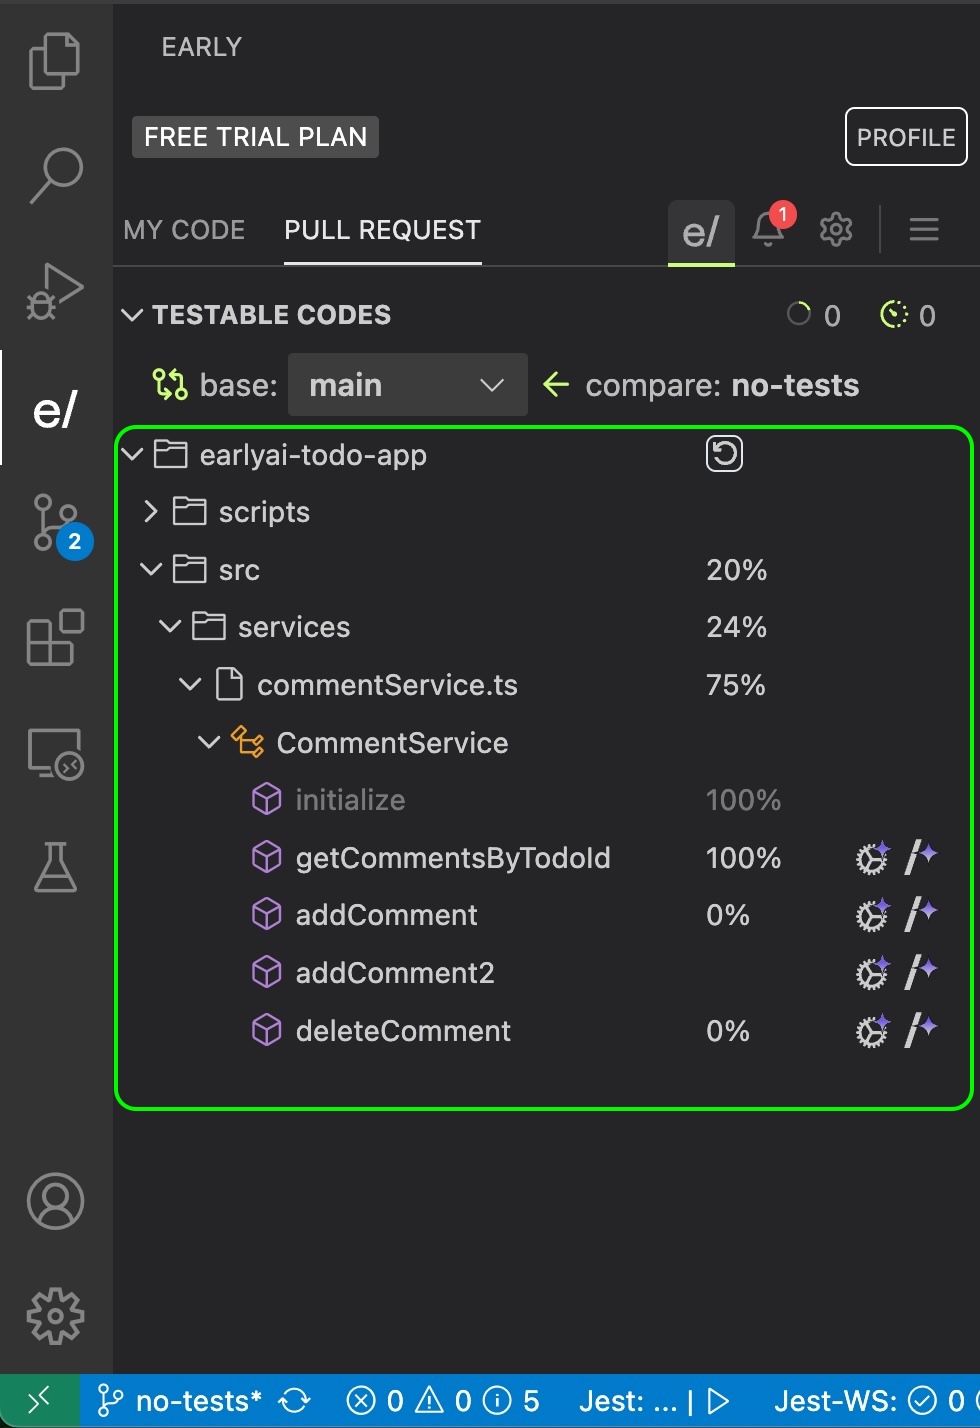 EARLY
FREE TRIAL PLAN
PROFILE
MY CODE PULL REQUEST e/ 1
TESTABLE CODES 0 0
base: main compare: no-tests
e/
earlyai-todo-app
scripts
src 20%
2
services 24%
commentService.ts 75%
CommentService
initialize 100%
getCommentsByTodoId 100%
addComment 0%
addComment2
deleteComment 0%
no-tests* 0 0 5 Jest: ... | Jest-WS: 0